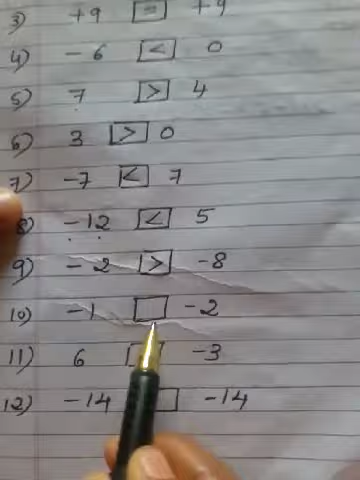 3) +9 = +9
4) -6 < 0
5) 7 > 4
6) 3 > 0
7) -7 < 7
8) -12 < 5
9) -2 > -8
10) -1 □ -2
11) 6 □ -3
12) -14 □ -14